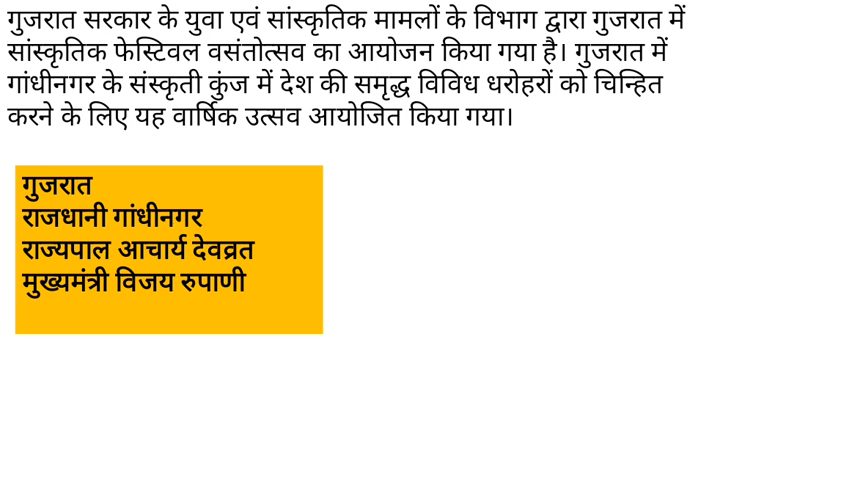 गुजरात सरकार के युवा एवं सांस्कृतिक मामलों के विभाग द्वारा गुजरात में
सांस्कृतिक फेस्टिवल वसंतोत्सव का आयोजन किया गया है। गुजरात में
गांधीनगर के संस्कृती कुंज में देश की समृद्ध विविध धरोहरों को चिन्हित
करने के लिए यह वार्षिक उत्सव आयोजित किया गया।
गुजरात
राजधानी गांधीनगर
राज्यपाल आचार्य देवव्रत
मुख्यमंत्री विजय रुपाणी